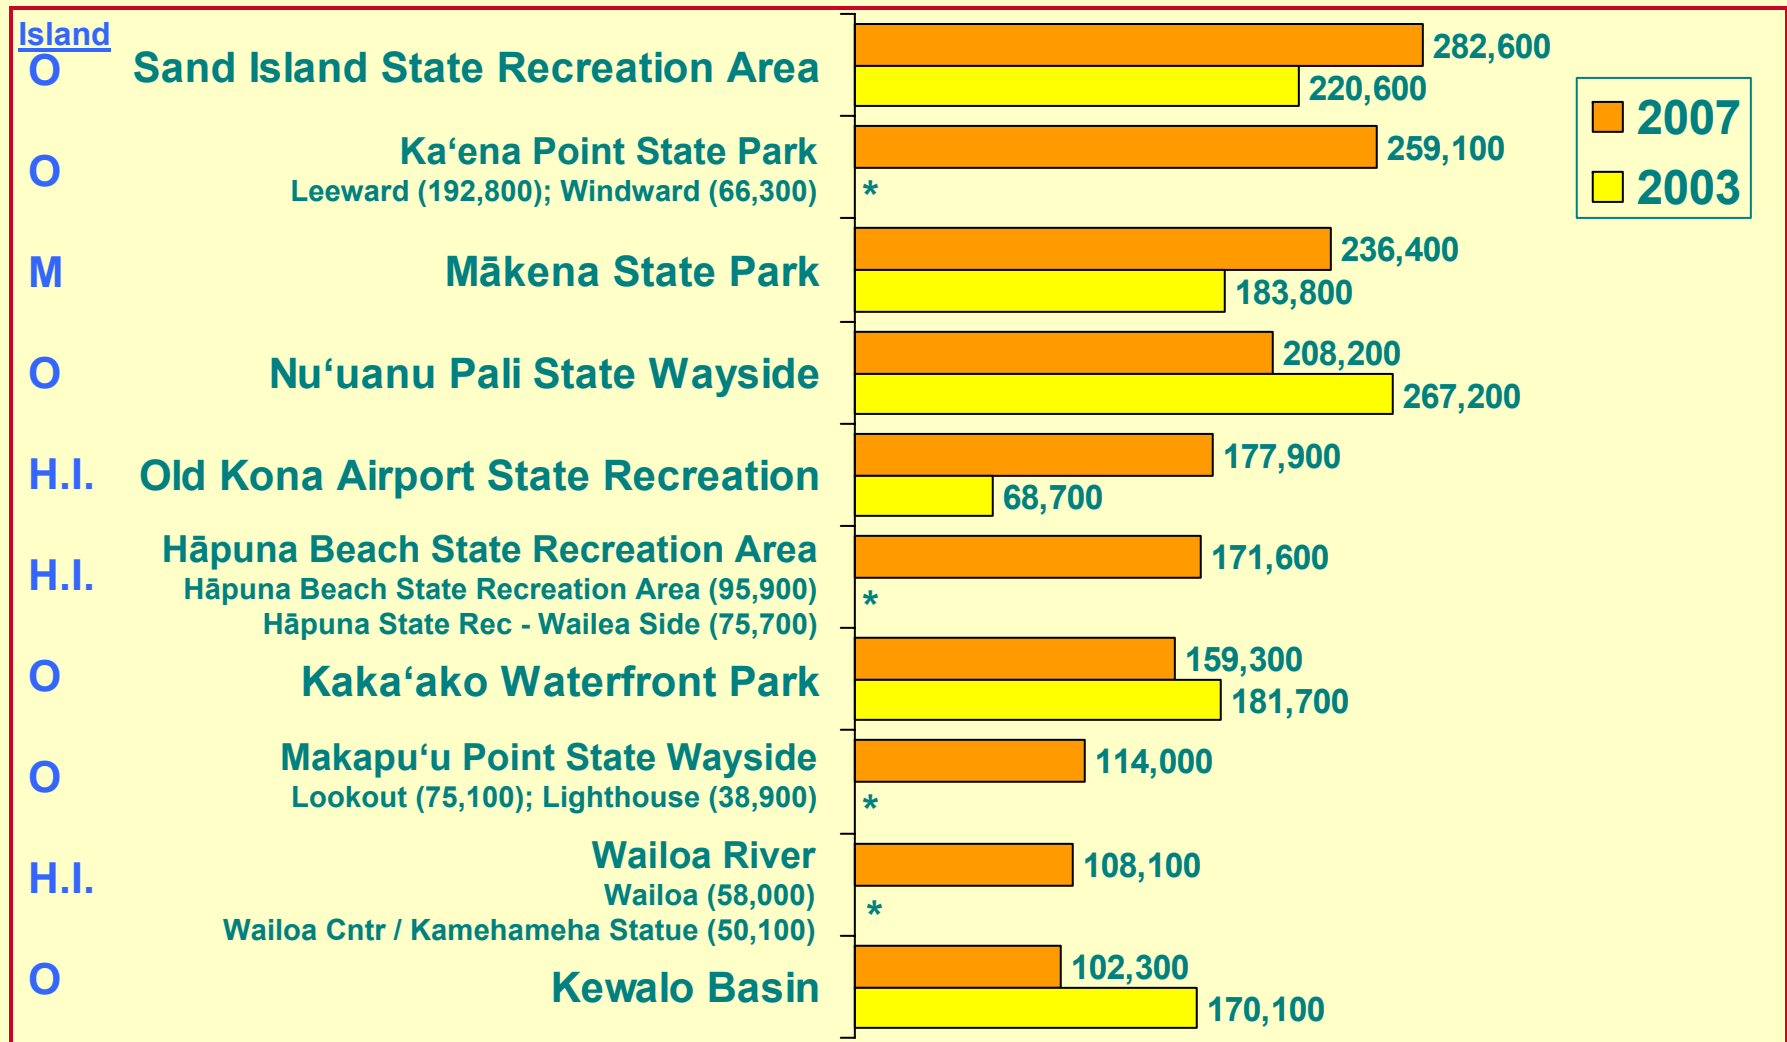 Island
O Sand Island State Recreation Area 282,600
220,600
2007
2003
O Ka‘ena Point State Park 259,100
Leeward (192,800); Windward (66,300) *
M Mākena State Park 236,400
183,800
O Nu‘uanu Pali State Wayside 208,200
267,200
H.I. Old Kona Airport State Recreation 177,900
68,700
H.I. Hāpuna Beach State Recreation Area 171,600
Hāpuna Beach State Recreation Area (95,900) *
Hāpuna State Rec - Wailea Side (75,700)
O Kaka‘ako Waterfront Park 159,300
181,700
O Makapu‘u Point State Wayside 114,000
Lookout (75,100); Lighthouse (38,900) *
H.I. Wailoa River 108,100
Wailoa (58,000) *
Wailoa Cntr / Kamehameha Statue (50,100)
O Kewalo Basin 102,300
170,100